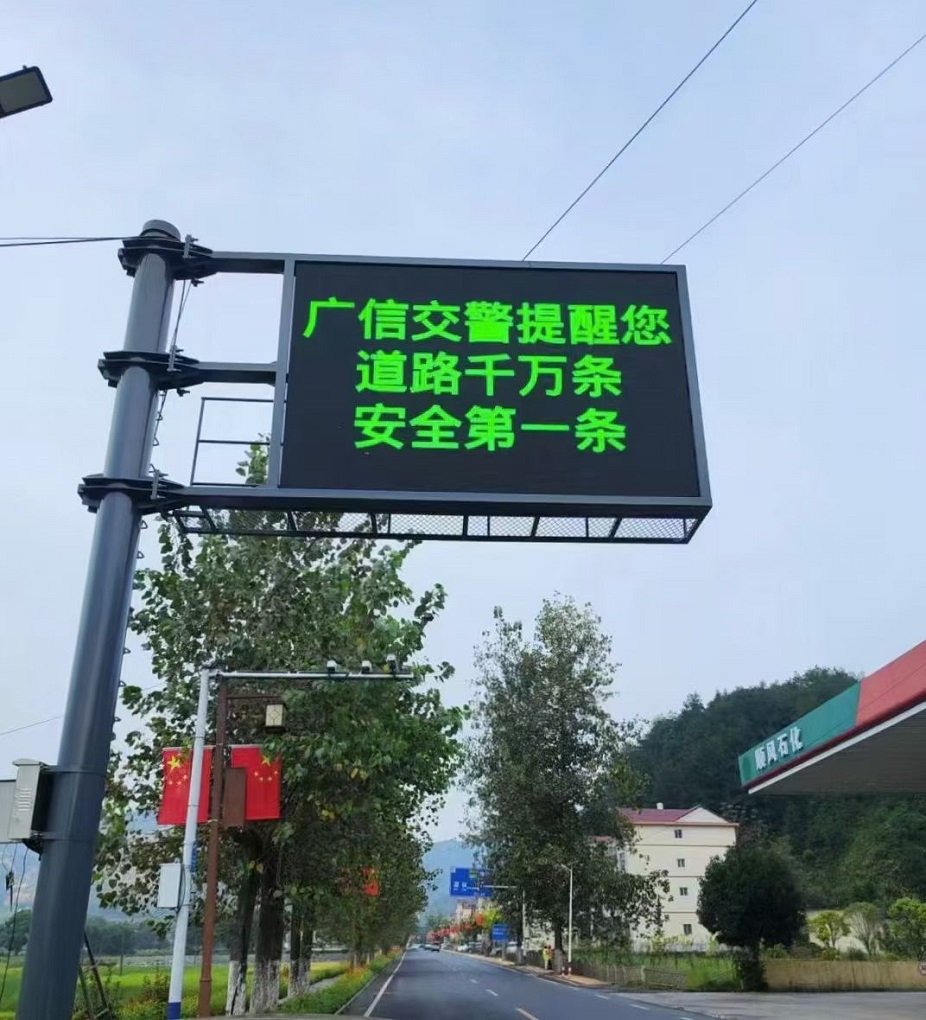 广信交警提醒您
道路千万条
安全第一条
顺风石化